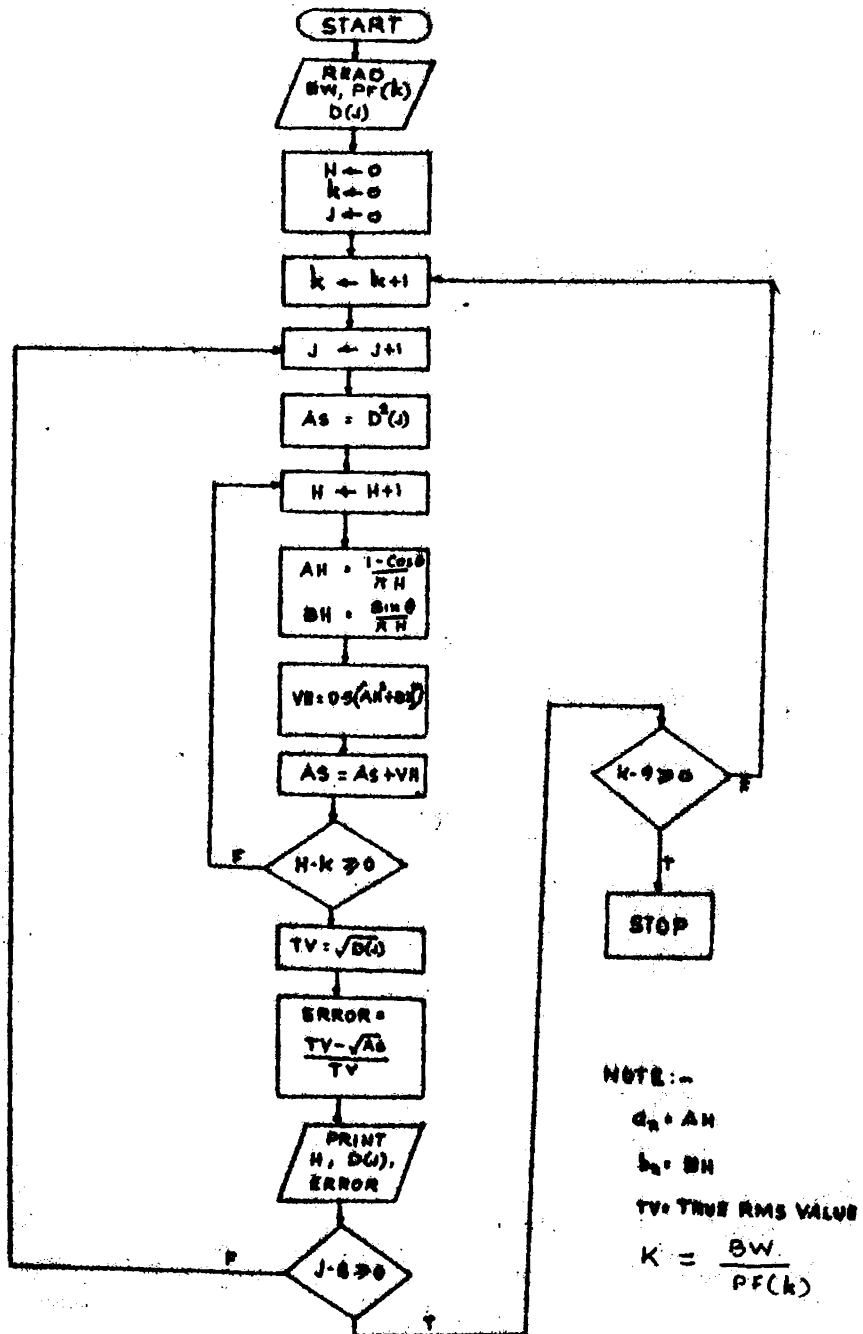 START
READ
BW, PF(k)
D(J)
H ← 0
k ← 0
J ← 0
k ← k+1
J ← J+1
AS = D²(J)
H ← H+1
AH = 1-Cosθ / πH
BH = Sinθ / πH
VH = 0.5(AH²+BH²)
AS = AS+VH
H-k ≥ 0
F
TV = √D(J)
ERROR =
TV-√AS / TV
PRINT
H, D(J),
ERROR
F
T
k-9 ≥ 0
F
T
STOP
NOTE:-
aₙ = AH
bₙ = BH
TV= TRUE RMS VALUE
K = BW / PF(k)